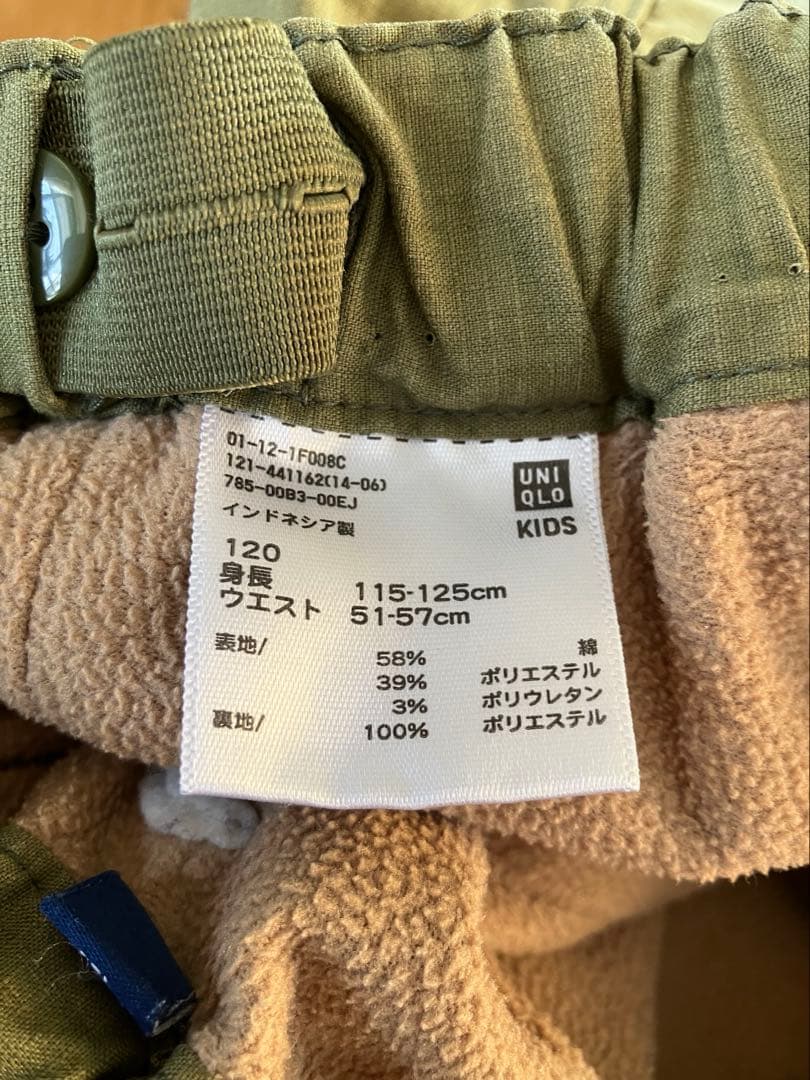 01-12-1F008C
121-441162(14-06)
785-00B3-00EJ
インドネシア製
UNI
QLO
KIDS
120
身長 115-125cm
ウエスト 51-57cm
表地/ 58% 綿
39% ポリエステル
3% ポリウレタン
裏地/ 100% ポリエステル